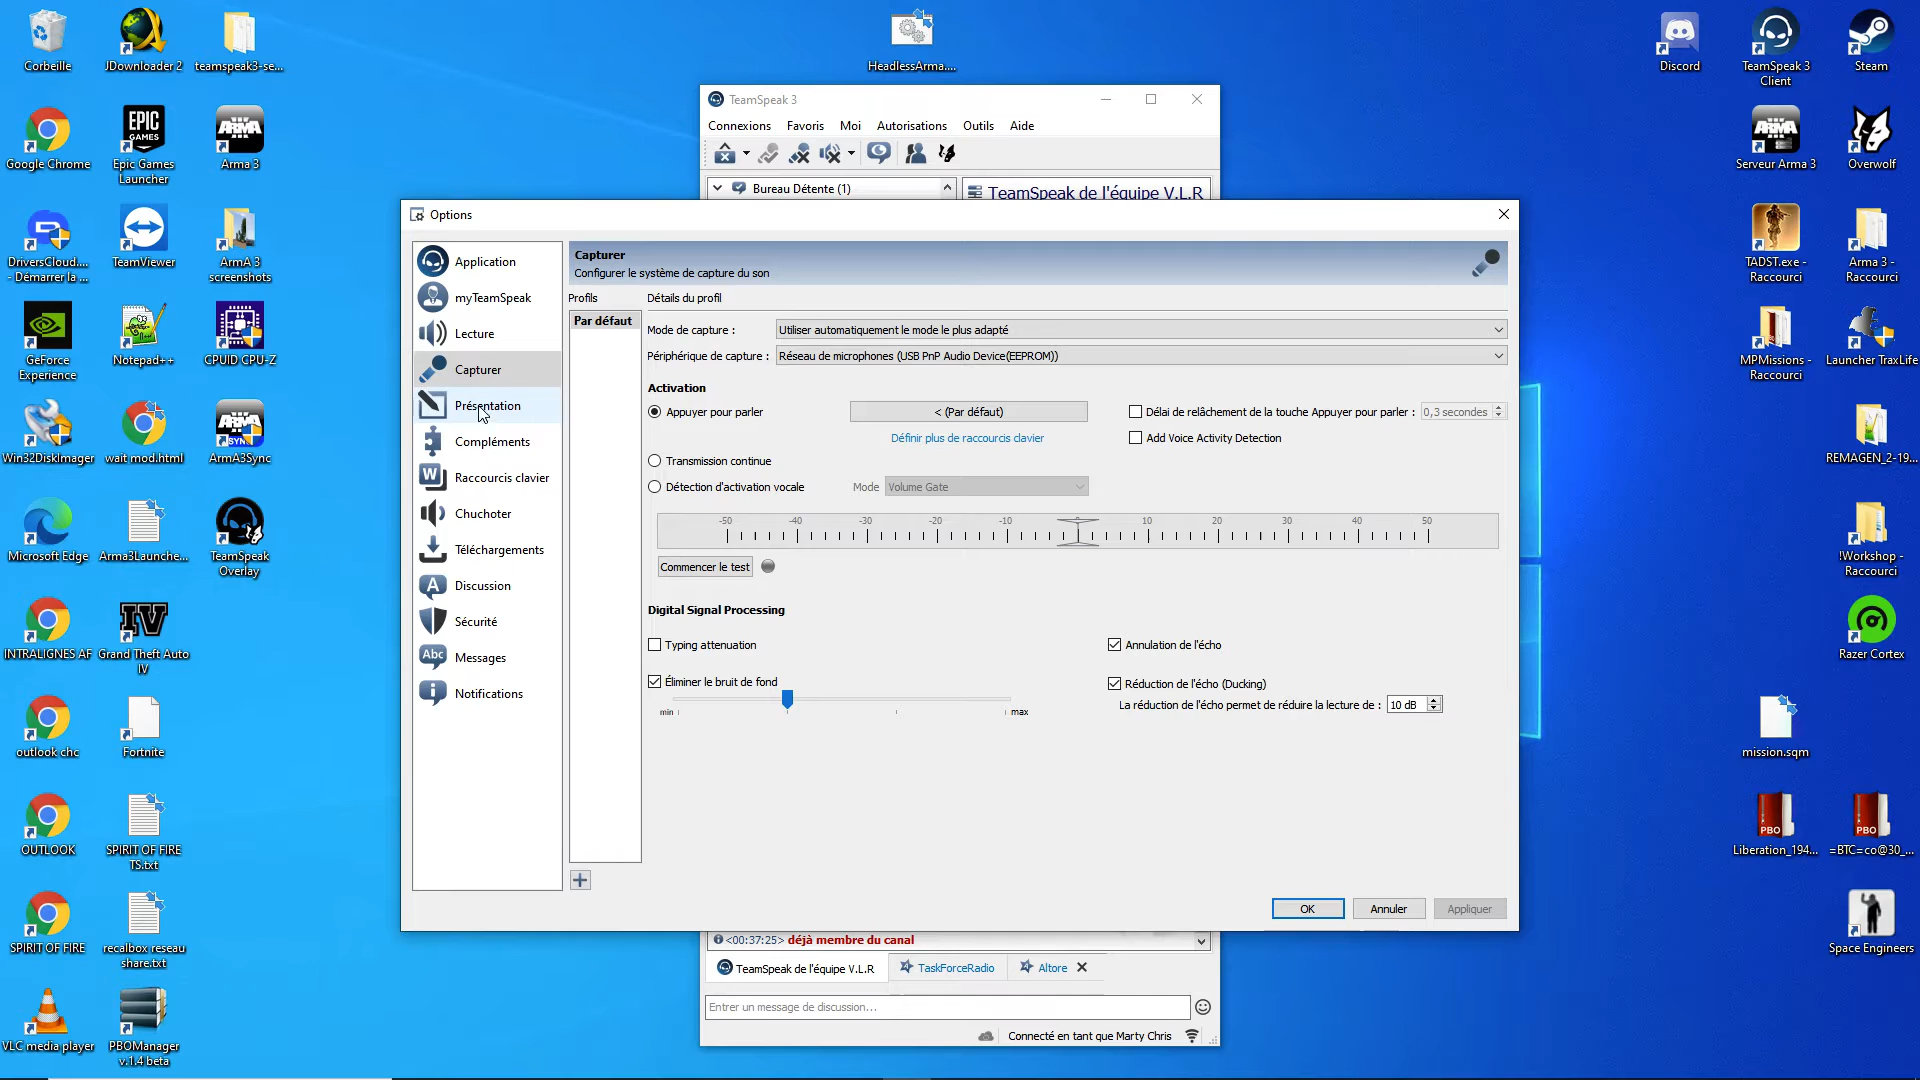 Corbeille
JDownloader 2
teamspeak3-se...
HeadlessArma....
Discord
TeamSpeak 3
Client
Steam
Google Chrome
EPIC
GAMES
Epic Games
Launcher
Arma 3
Serveur Arma 3
Overwolf
DriversCloud....
- Démarrer la ...
TeamViewer
ArmA 3
screenshots
TADST.exe -
Raccourci
Arma 3 -
Raccourci
GeForce
Experience
Notepad++
CPUID CPU-Z
MPMissions -
Raccourci
Launcher TraxLife
Win32DiskImager
wait mod.html
ArmA3Sync
REMAGEN_2-19...
Microsoft Edge
Arma3Launche...
TeamSpeak
Overlay
!Workshop -
Raccourci
INTRALIGNES AF
IV
Grand Theft Auto
IV
Razer Cortex
outlook chc
Fortnite
mission.sqm
OUTLOOK
SPIRIT OF FIRE
TS.txt
PBO
Liberation_194...
PBO
=BTC=co@30_...
SPIRIT OF FIRE
recalbox reseau
share.txt
Space Engineers
VLC media player
PBOManager
v.1.4 beta
TeamSpeak 3
Connexions Favoris Moi Autorisations Outils Aide
Bureau Détente (1)
TeamSpeak de l'équipe V.L.R
Options
Application
myTeamSpeak
Lecture
Capturer
Présentation
Compléments
Raccourcis clavier
Chuchoter
Téléchargements
Discussion
Sécurité
Messages
Notifications
Capturer
Configurer le système de capture du son
Profils
Par défaut
Détails du profil
Mode de capture : Utiliser automatiquement le mode le plus adapté
Périphérique de capture : Réseau de microphones (USB PnP Audio Device(EEPROM))
Activation
Appuyer pour parler < (Par défaut) Délai de relâchement de la touche Appuyer pour parler : 0,3 secondes
Définir plus de raccourcis clavier Add Voice Activity Detection
Transmission continue
Détection d'activation vocale Mode Volume Gate
-50 -40 -30 -20 -10 0 10 20 30 40 50
Commencer le test
Digital Signal Processing
Typing attenuation Annulation de l'écho
Éliminer le bruit de fond Réduction de l'écho (Ducking)
min max La réduction de l'écho permet de réduire la lecture de : 10 dB
OK Annuler Appliquer
<00:37:25> déjà membre du canal
TeamSpeak de l'équipe V.L.R TaskForceRadio Altore
Entrer un message de discussion...
Connecté en tant que Marty Chris